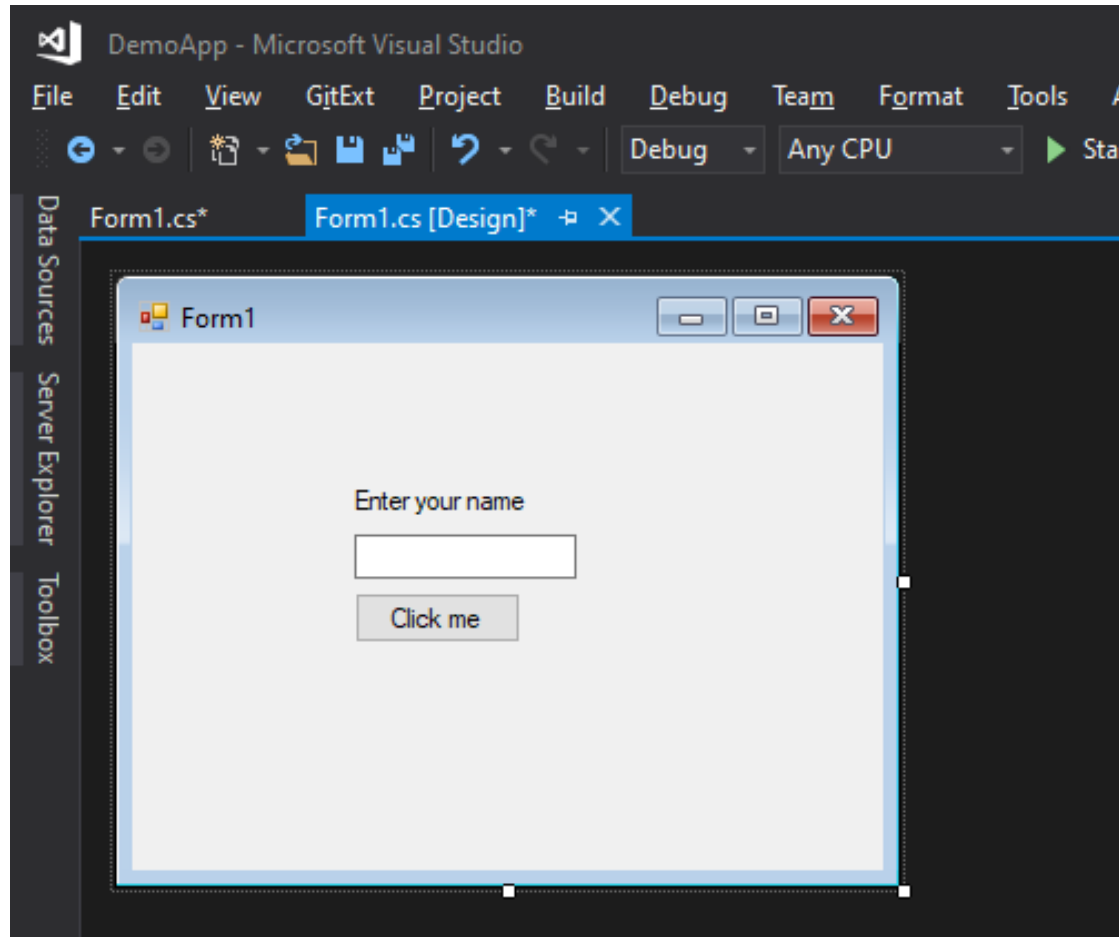 DemoApp - Microsoft Visual Studio
File Edit View GitExt Project Build Debug Team Format Tools
Debug Any CPU
Form1.cs* Form1.cs [Design]*
Data Sources
Server Explorer
Toolbox
Form1
Enter your name
Click me